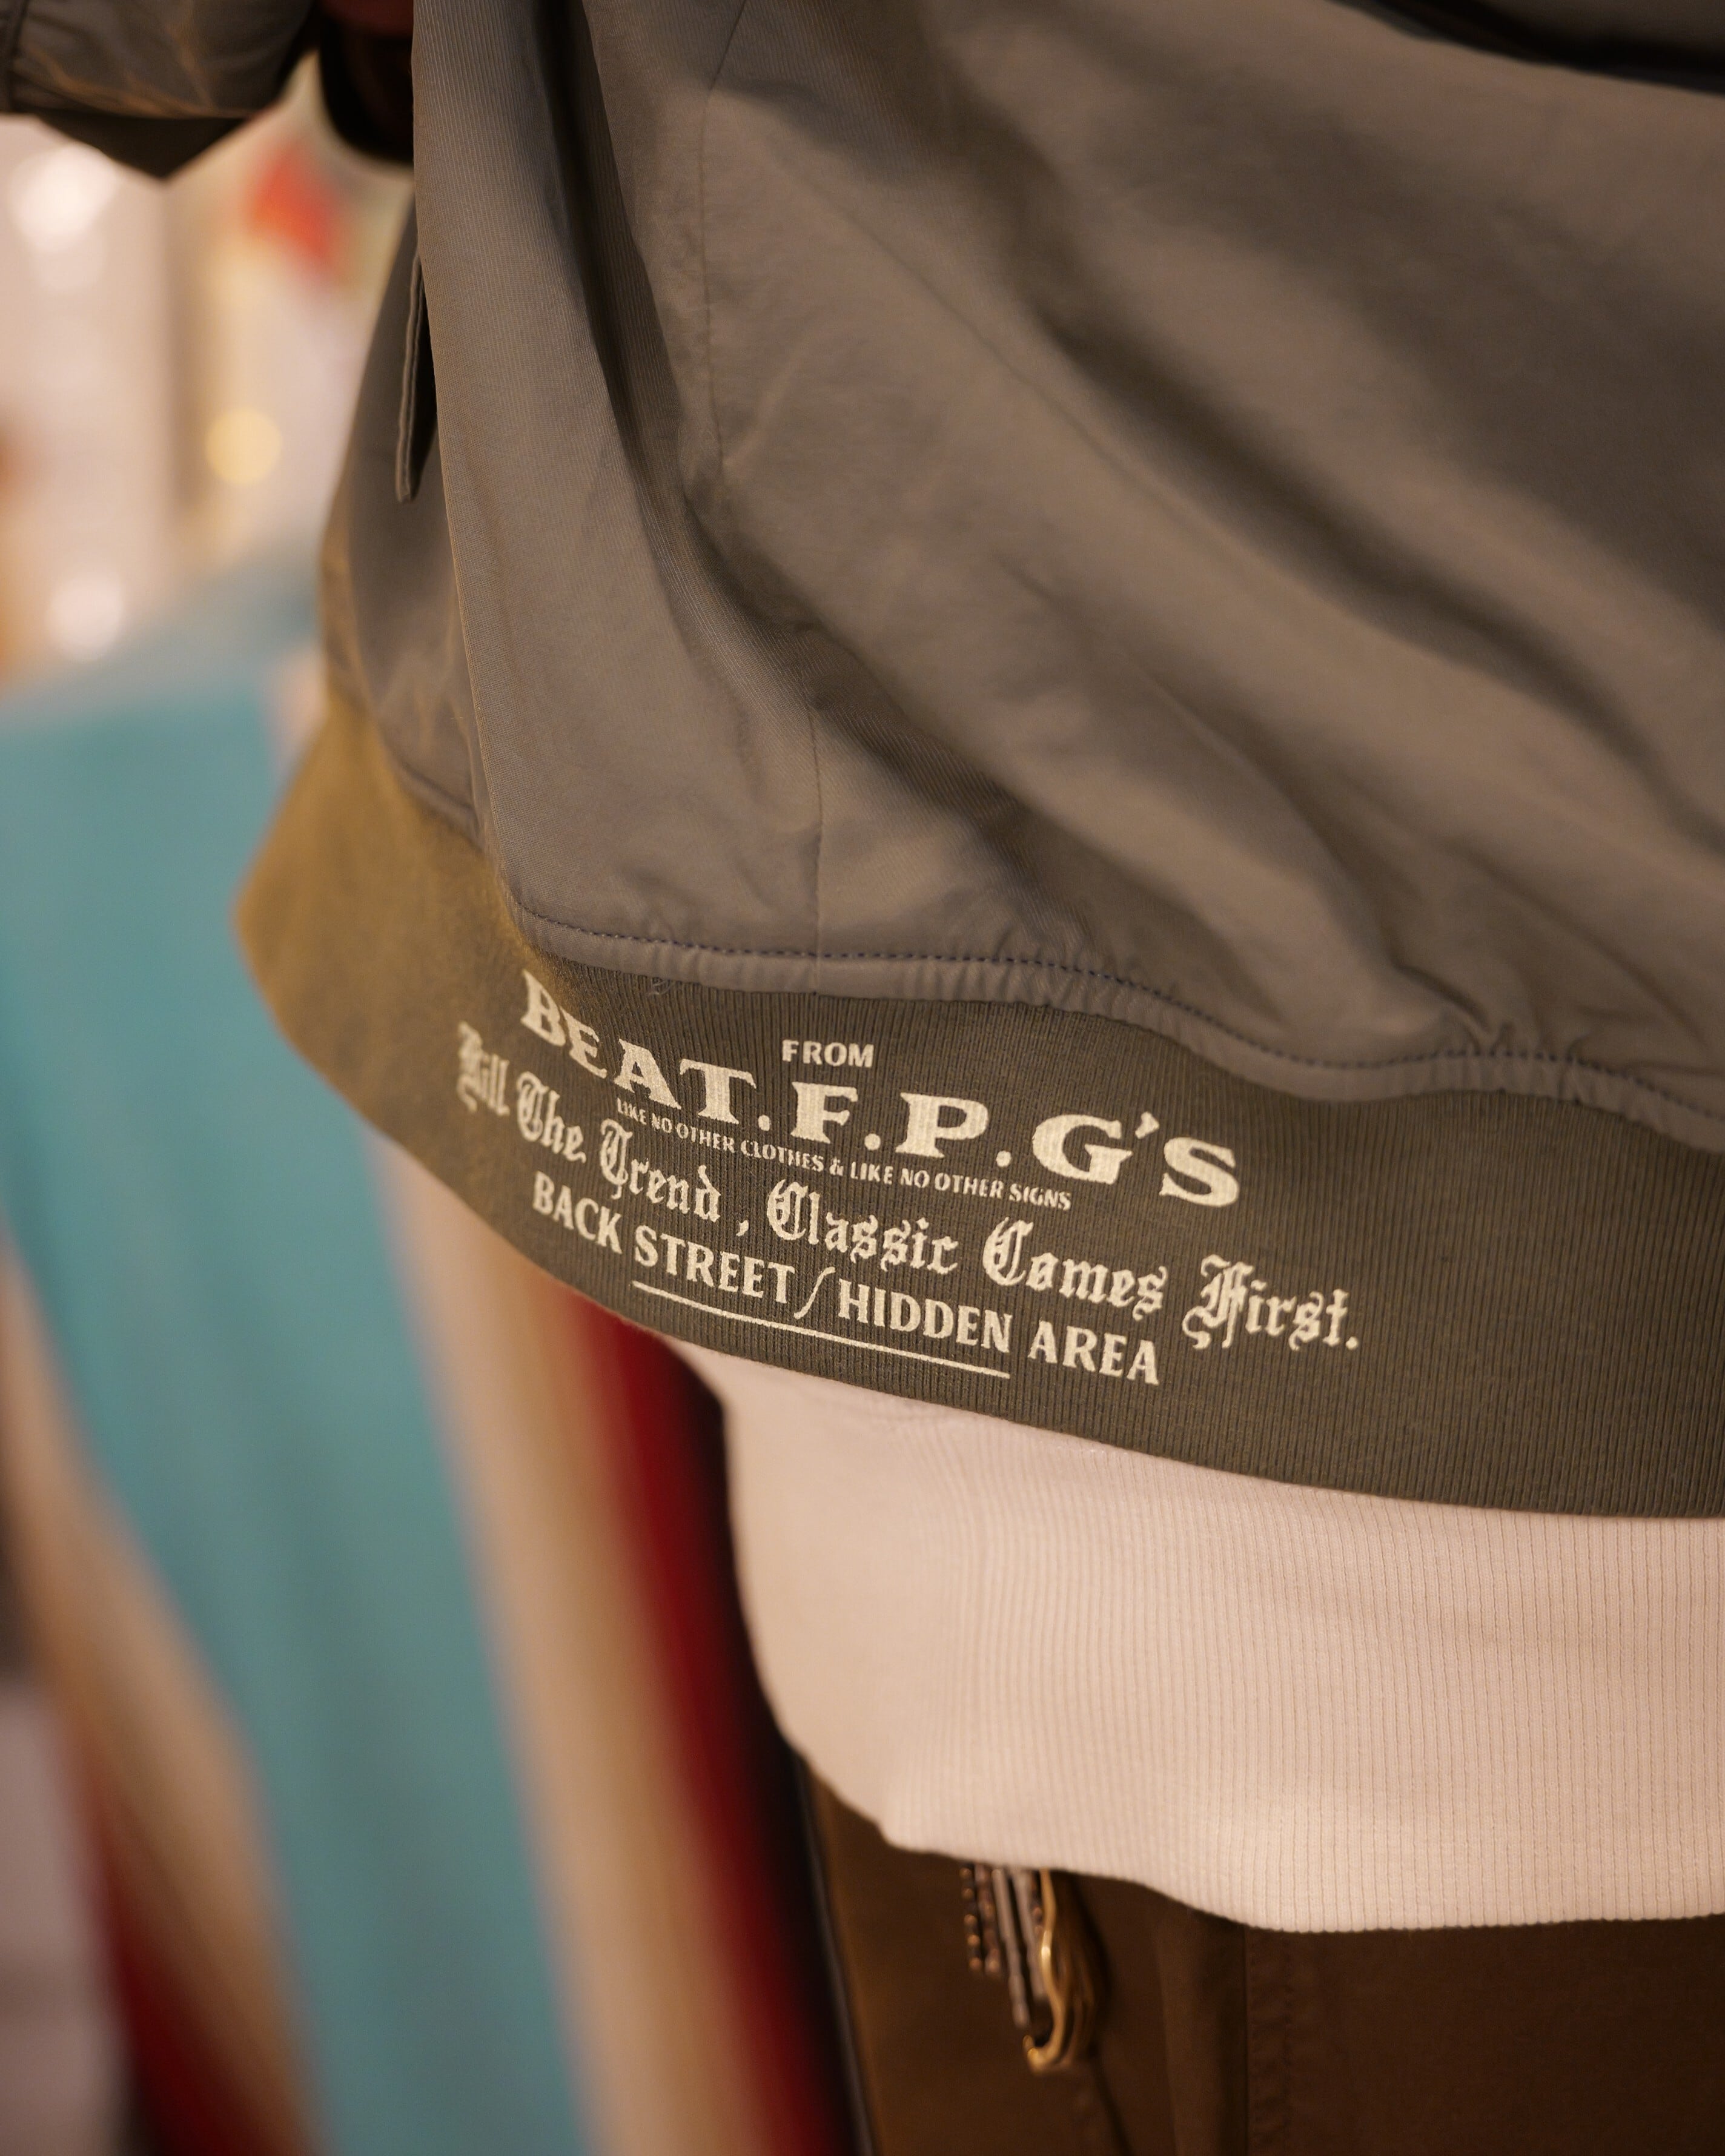 FROM
BEAT.F.P.G'S
LIKE NO OTHER CLOTHES & LIKE NO OTHER SIGNS
Kill The Trend, Classic Comes First.
BACK STREET/HIDDEN AREA